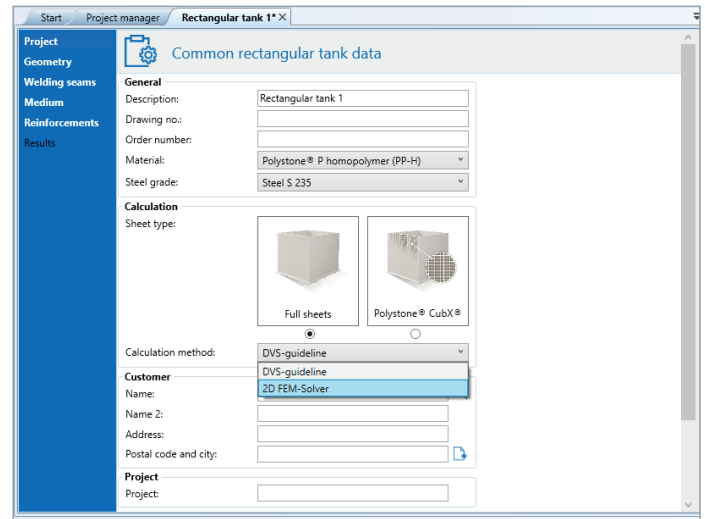 Start Project manager Rectangular tank 1*
Project
Geometry
Welding seams
Medium
Reinforcements
Results
Common rectangular tank data
General
Description: Rectangular tank 1
Drawing no.:
Order number:
Material: Polystone® P homopolymer (PP-H)
Steel grade: Steel S 235
Calculation
Sheet type:
Full sheets Polystone® CubX®
Calculation method: DVS-guideline
DVS-guideline
2D FEM-Solver
Customer
Name:
Name 2:
Address:
Postal code and city:
Project
Project: